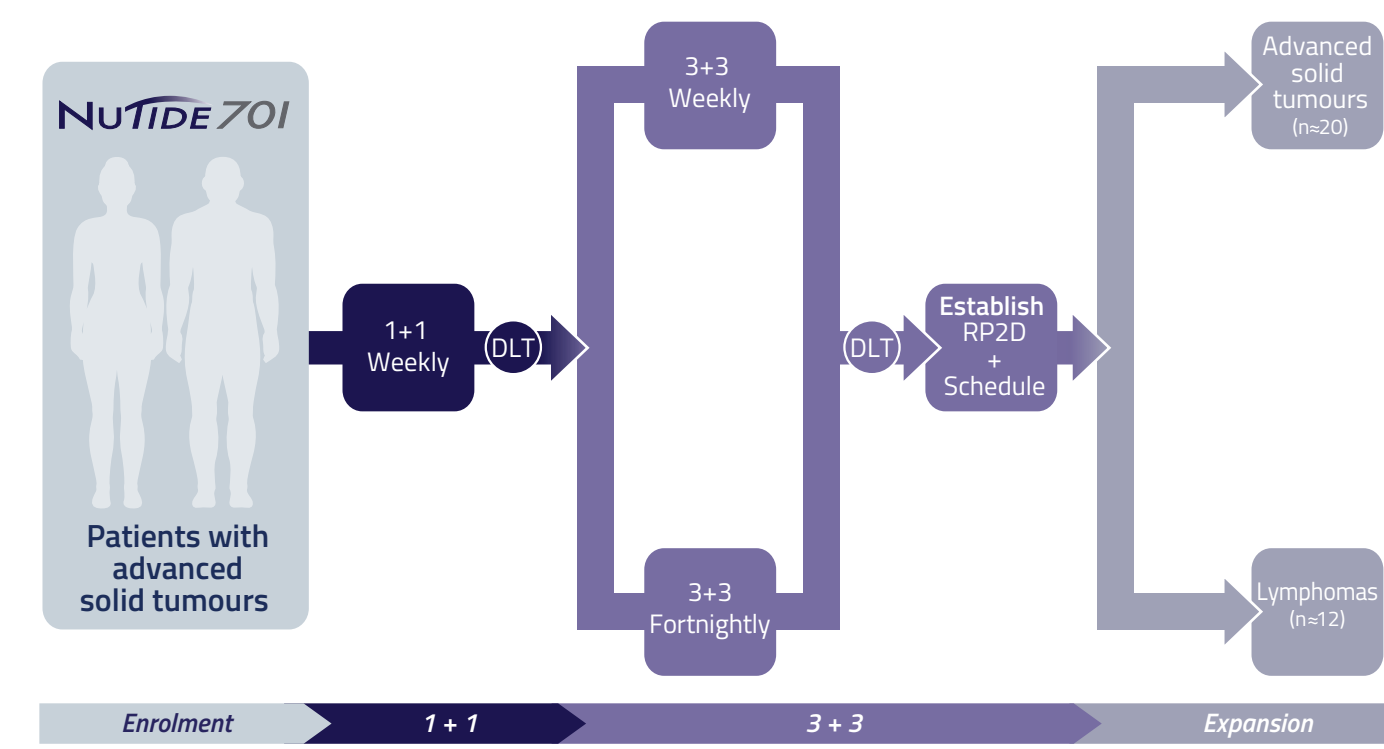 NUTIDE 701
Patients with
advanced
solid tumours
1+1
Weekly
DLT
3+3
Weekly
3+3
Fortnightly
DLT
Establish
RP2D
+
Schedule
Advanced
solid
tumours
(n≈20)
Lymphomas
(n≈12)
Enrolment
1 + 1
3 + 3
Expansion